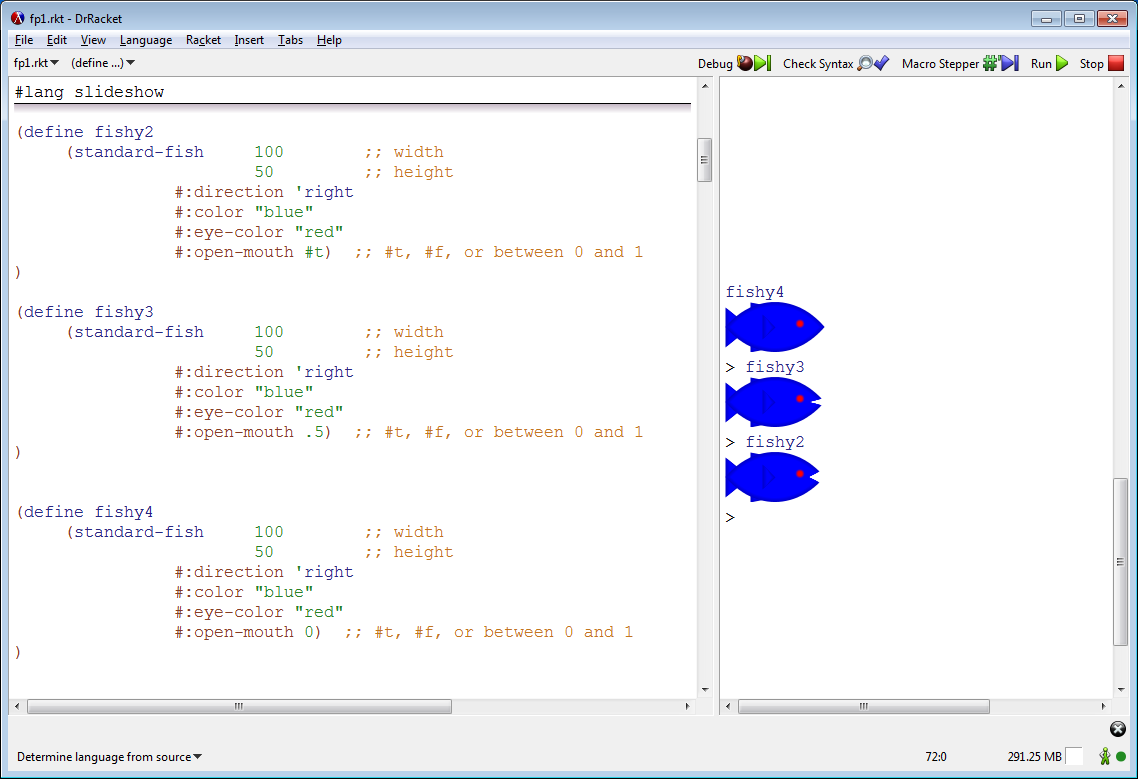 fp1.rkt - DrRacket
File Edit View Language Racket Insert Tabs Help
fp1.rkt (define ...) Debug Check Syntax Macro Stepper Run Stop
#lang slideshow
(define fishy2
(standard-fish 100 ;; width
50 ;; height
#:direction 'right
#:color "blue"
#:eye-color "red"
#:open-mouth #t) ;; #t, #f, or between 0 and 1
)
(define fishy3
(standard-fish 100 ;; width
50 ;; height
#:direction 'right
#:color "blue"
#:eye-color "red"
#:open-mouth .5) ;; #t, #f, or between 0 and 1
)
(define fishy4
(standard-fish 100 ;; width
50 ;; height
#:direction 'right
#:color "blue"
#:eye-color "red"
#:open-mouth 0) ;; #t, #f, or between 0 and 1
)
fishy4
> fishy3
> fishy2
>
Determine language from source 72:0 291.25 MB